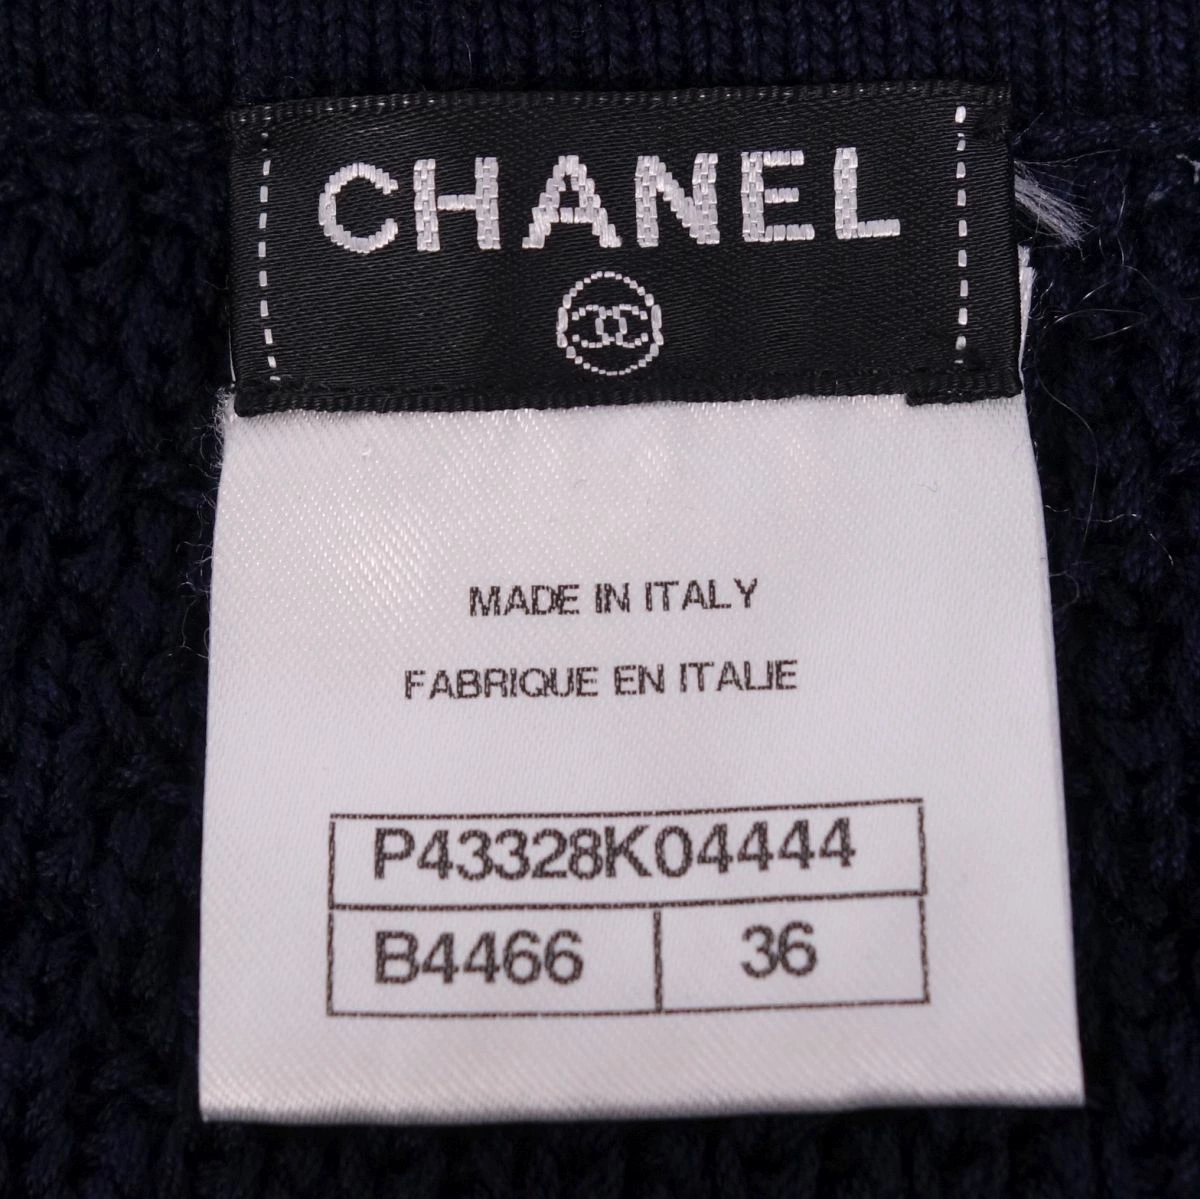 CHANEL
MADE IN ITALY
FABRIQUE EN ITALIE
P43328K04444
B4466 36